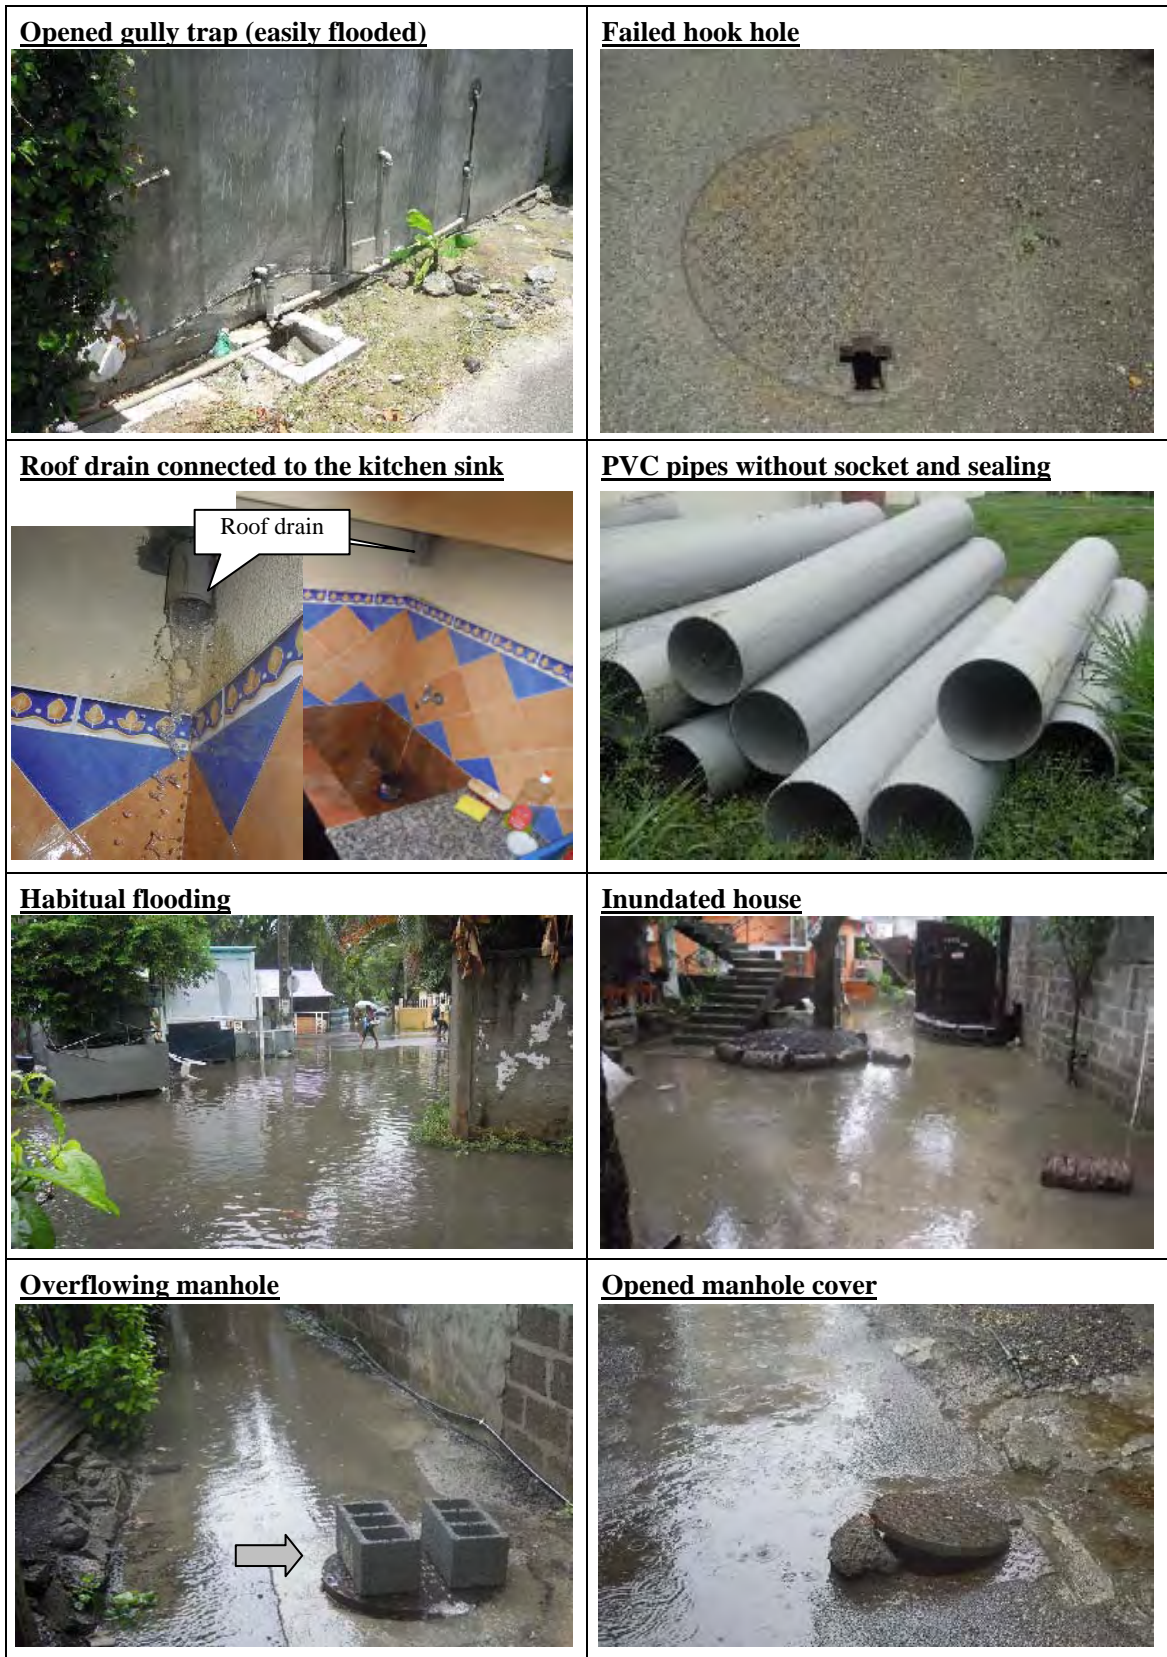 Opened gully trap (easily flooded)
Failed hook hole
Roof drain connected to the kitchen sink
Roof drain
PVC pipes without socket and sealing
Habitual flooding
Inundated house
Overflowing manhole
Opened manhole cover